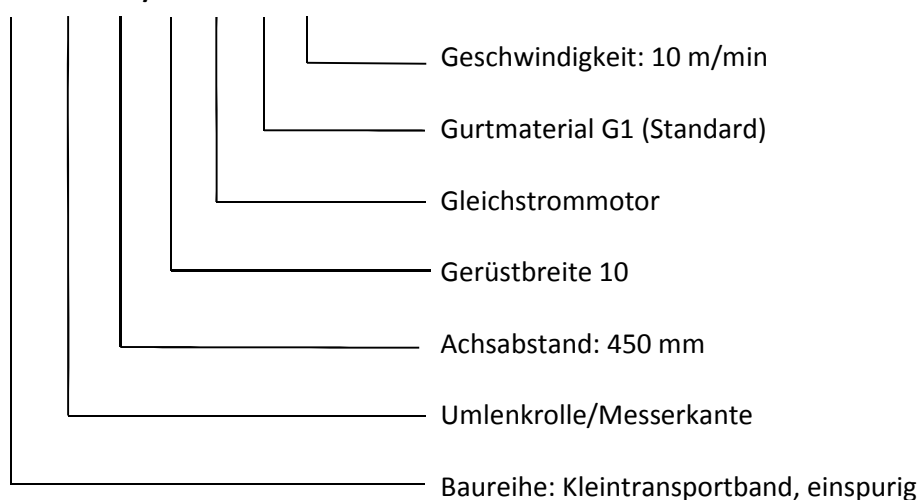 Geschwindigkeit: 10 m/min
Gurtmaterial G1 (Standard)
Gleichstrommotor
Gerüstbreite 10
Achsabstand: 450 mm
Umlenkrolle/Messerkante
Baureihe: Kleintransportband, einspurig